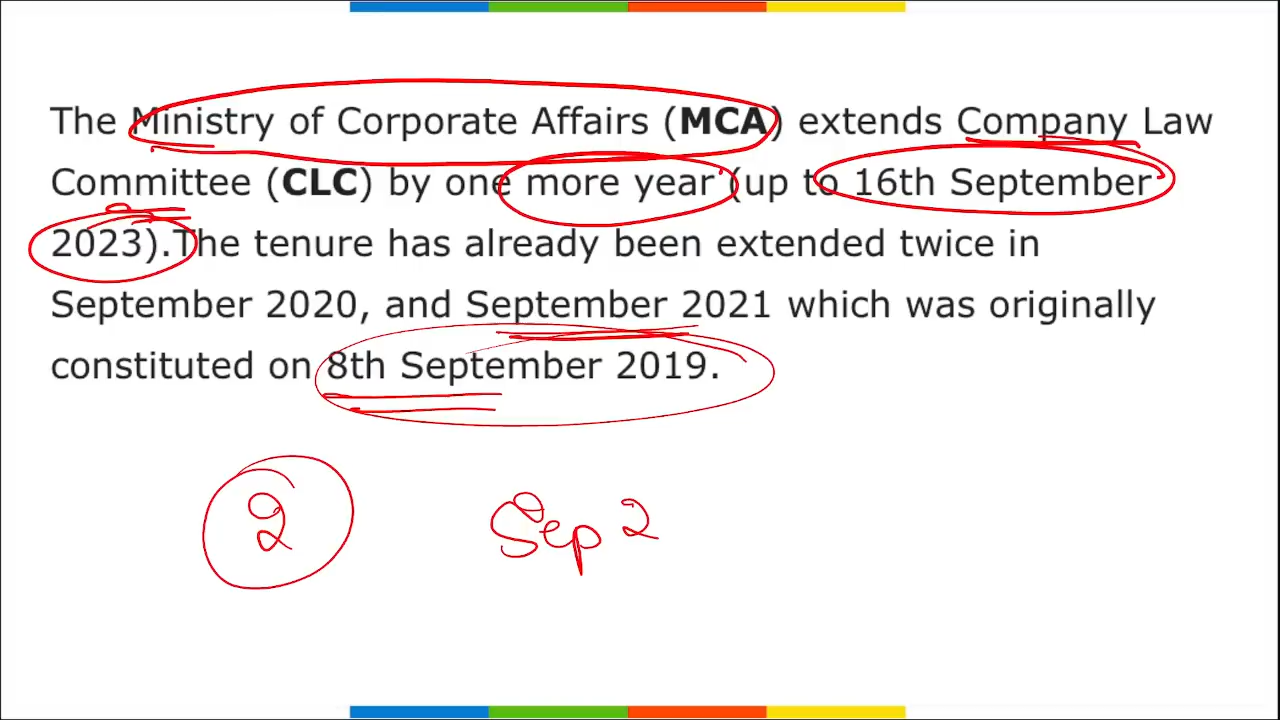 The Ministry of Corporate Affairs (MCA) extends Company Law
Committee (CLC) by one more year (up to 16th September
2023).The tenure has already been extended twice in
September 2020, and September 2021 which was originally
constituted on 8th September 2019.
2 Sep 2